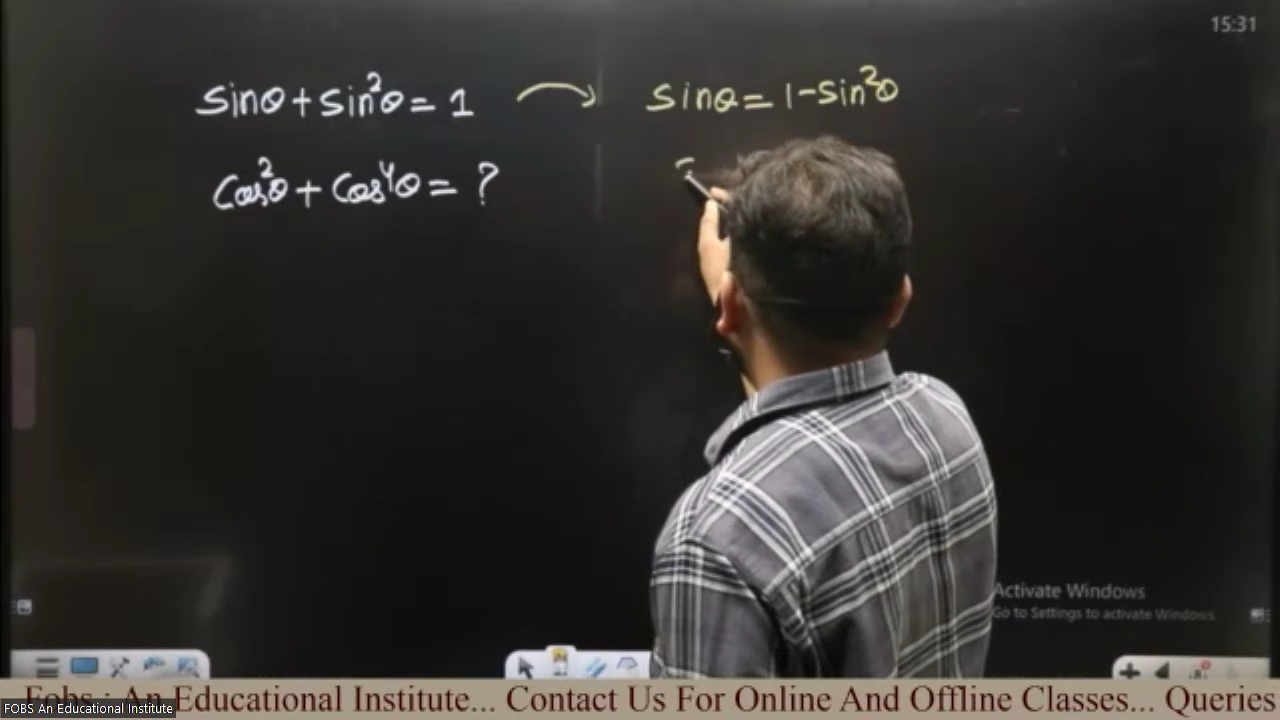 15:31
sinθ + sin²θ = 1
sinθ = 1 - sin²θ
cos²θ + cos⁴θ = ?
Activate Windows
Go to Settings to activate Windows.
Fobs : An Educational Institute... Contact Us For Online And Offline Classes... Queries
FOBS An Educational Institute